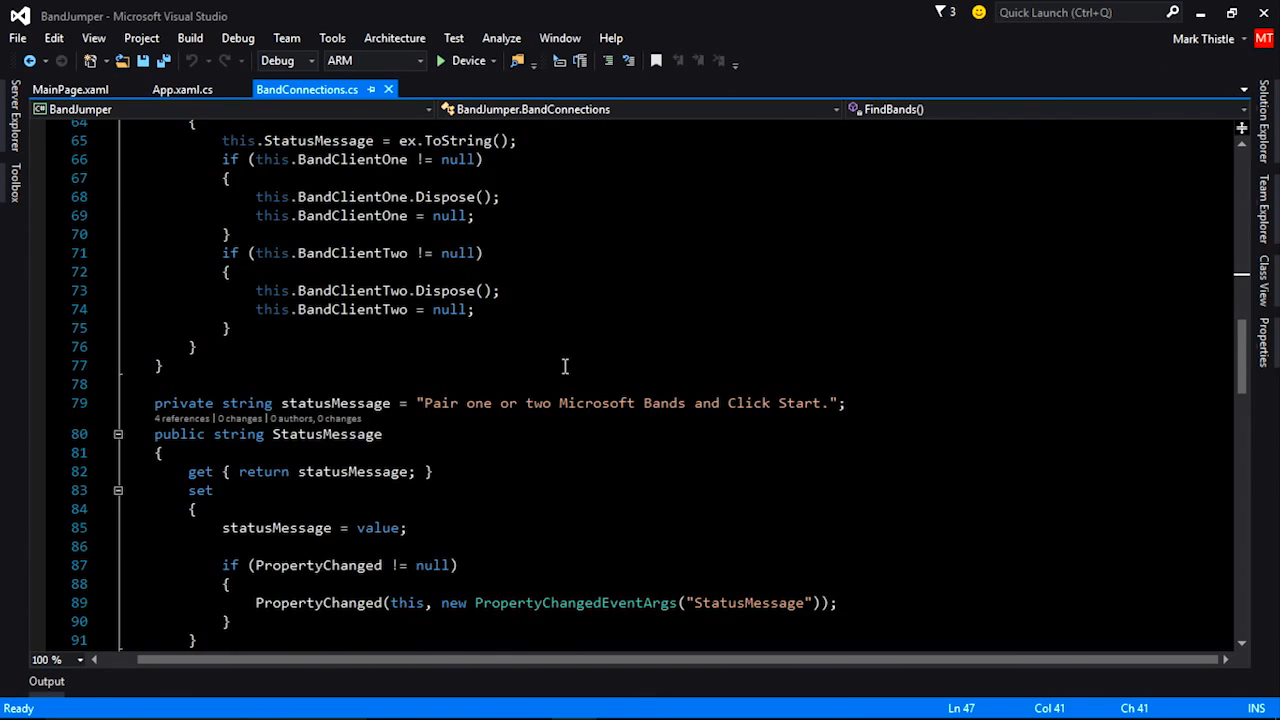 BandJumper - Microsoft Visual Studio
3
Quick Launch (Ctrl+Q)
File Edit View Project Build Debug Team Tools Architecture Test Analyze Window Help
Mark Thistle MT
Debug ARM Device
MainPage.xaml App.xaml.cs BandConnections.cs
BandJumper BandJumper.BandConnections FindBands()
Server Explorer
Toolbox
64 {
65 this.StatusMessage = ex.ToString();
66 if (this.BandClientOne != null)
67 {
68 this.BandClientOne.Dispose();
69 this.BandClientOne = null;
70 }
71 if (this.BandClientTwo != null)
72 {
73 this.BandClientTwo.Dispose();
74 this.BandClientTwo = null;
75 }
76 }
77 }
78
79 private string statusMessage = "Pair one or two Microsoft Bands and Click Start.";
4 references | 0 changes | 0 authors, 0 changes
80 public string StatusMessage
81 {
82 get { return statusMessage; }
83 set
84 {
85 statusMessage = value;
86
87 if (PropertyChanged != null)
88 {
89 PropertyChanged(this, new PropertyChangedEventArgs("StatusMessage"));
90 }
91 }
Solution Explorer
Team Explorer
Class View
Properties
100 %
Output
Ready Ln 47 Col 41 Ch 41 INS